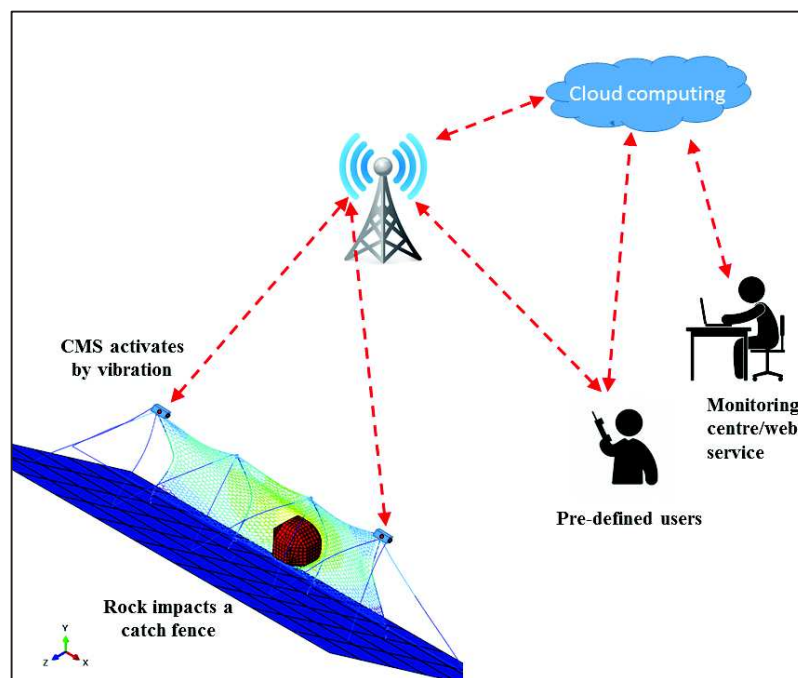 Cloud computing
CMS activates
by vibration
Monitoring
centre/web
service
Pre-defined users
Rock impacts a
catch fence
Y
Z
X